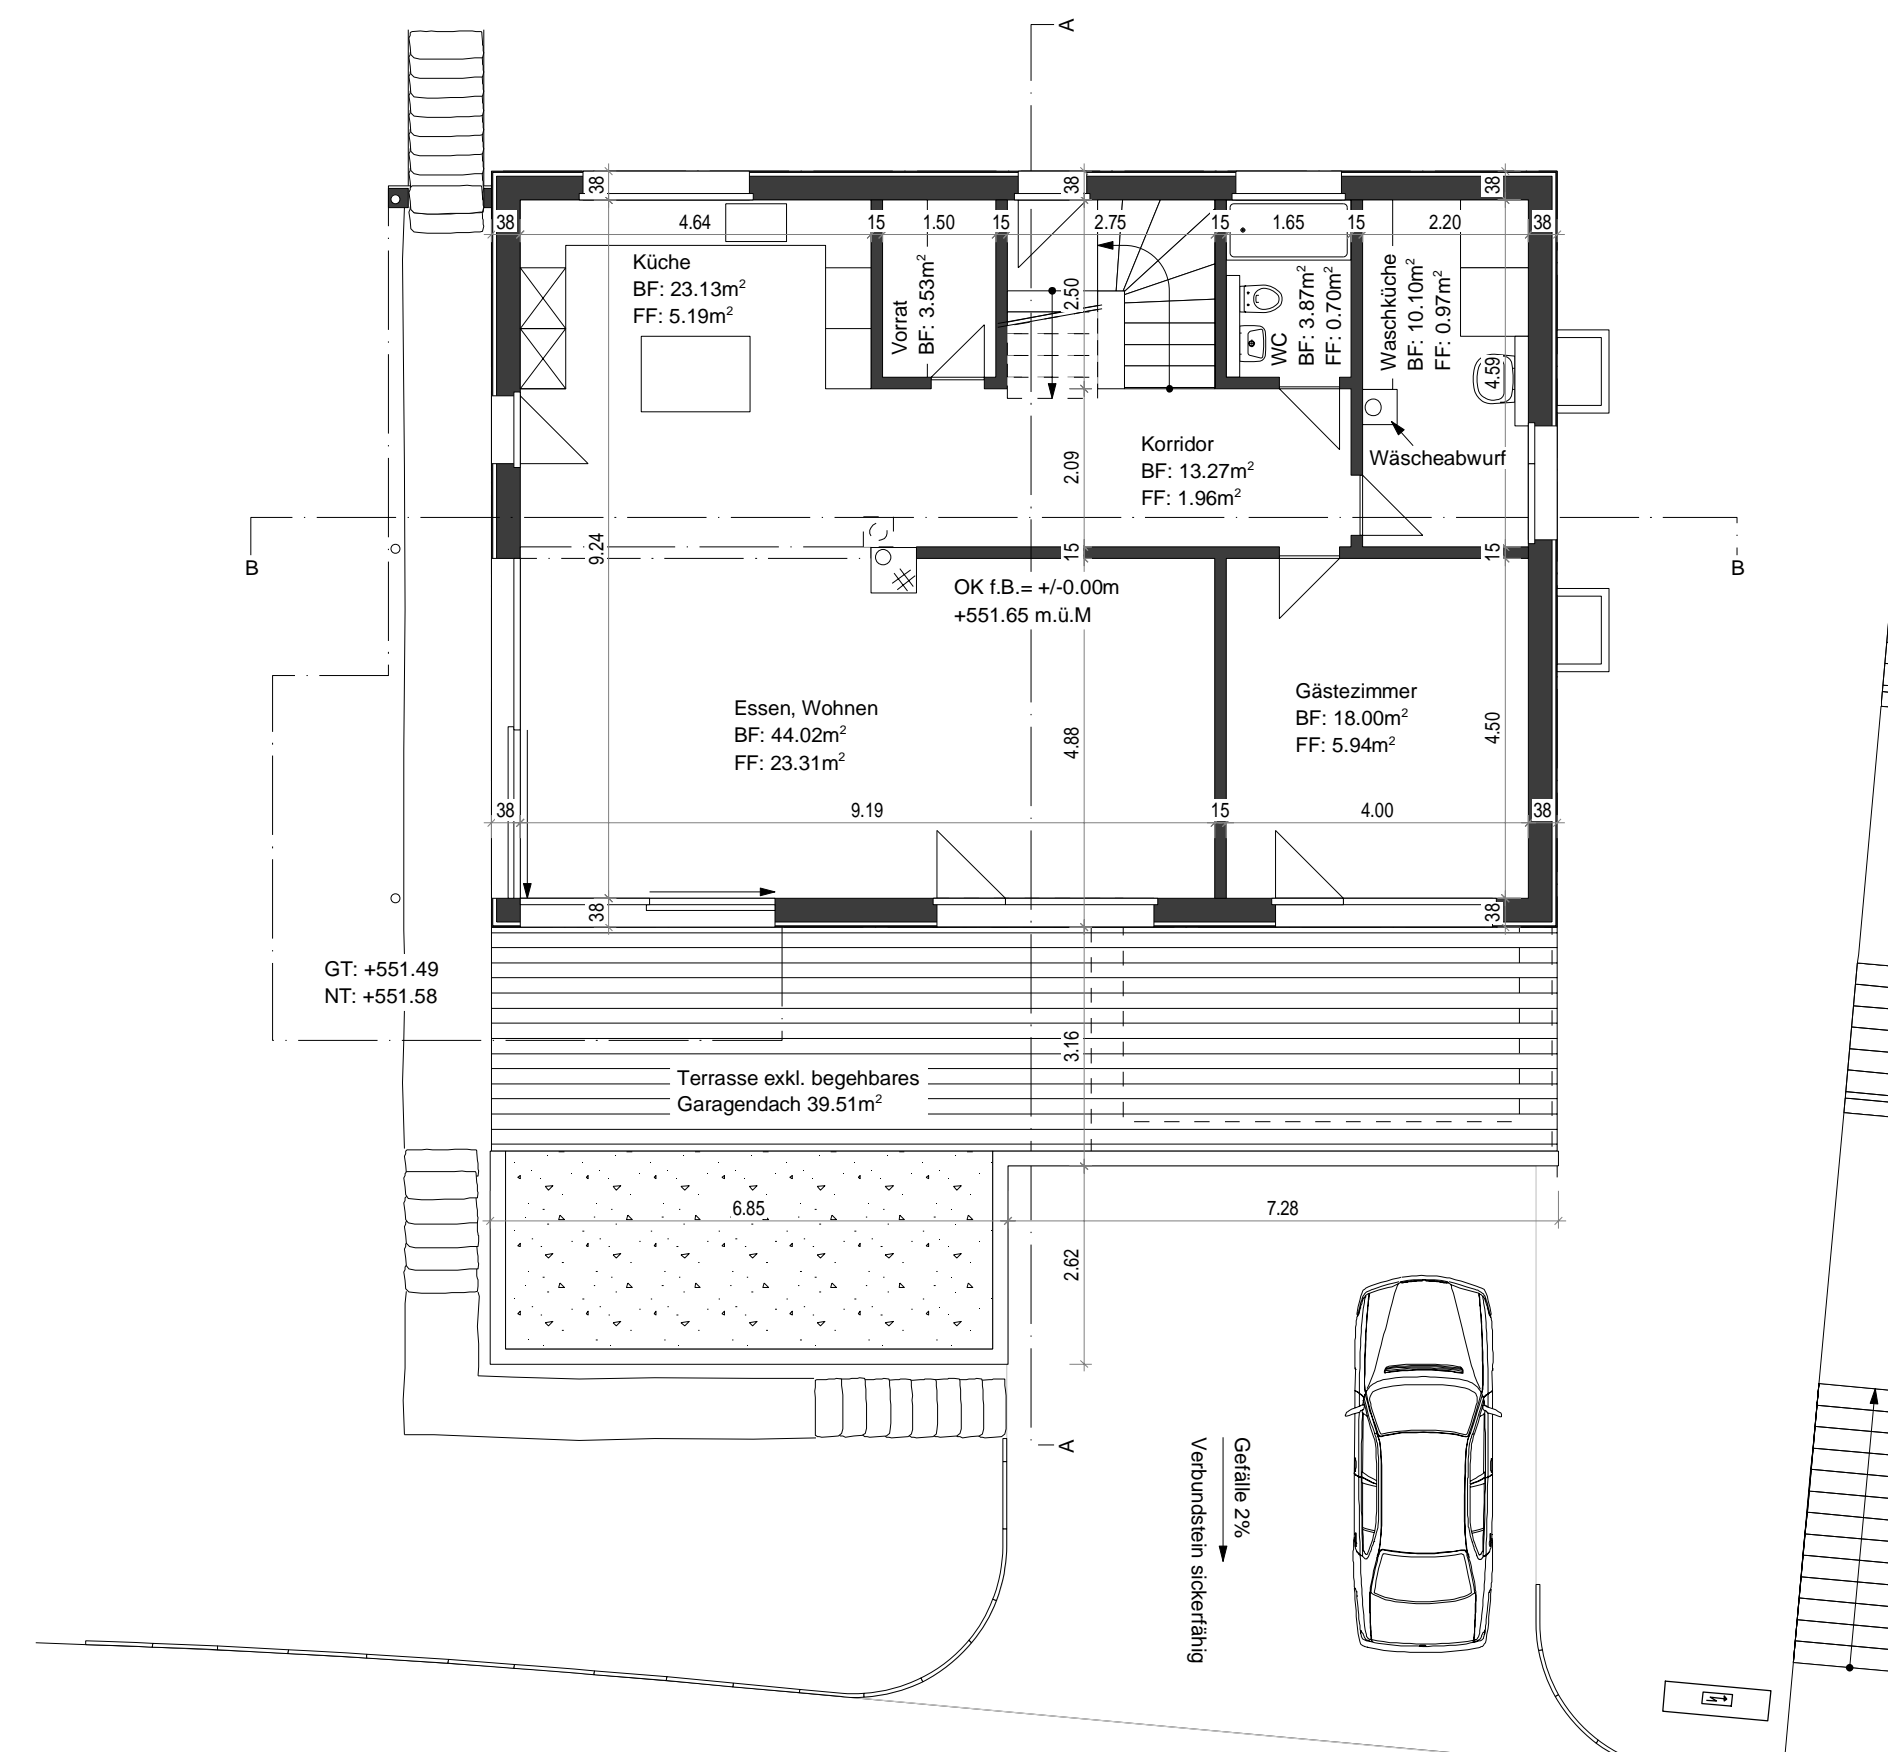 A
38
38
38
38
4.64
15
1.50
15
2.75
15
1.65
15
2.20
38
Küche
BF: 23.13m²
FF: 5.19m²
Vorrat
BF: 3.53m²
2.50
WC
BF: 3.87m²
FF: 0.70m²
Waschküche
BF: 10.10m²
FF: 0.97m²
4.59
Korridor
BF: 13.27m²
FF: 1.96m²
Wäscheabwurf
2.09
9.24
15
15
B
B
OK f.B.= +/-0.00m
+551.65 m.ü.M
Essen, Wohnen
BF: 44.02m²
FF: 23.31m²
4.88
Gästezimmer
BF: 18.00m²
FF: 5.94m²
4.50
38
9.19
15
4.00
38
38
38
GT: +551.49
NT: +551.58
3.16
Terrasse exkl. begehbares
Garagendach 39.51m²
6.85
7.28
2.62
A
Gefälle 2%
Verbundstein sickerfähig